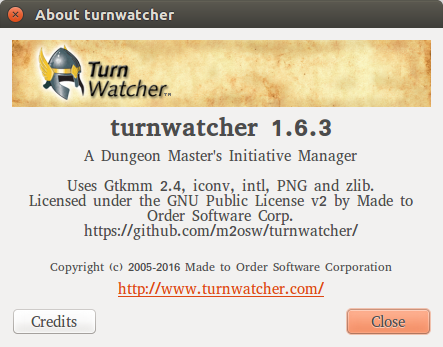 About turnwatcher
Turn
Watcher™
turnwatcher 1.6.3
A Dungeon Master's Initiative Manager
Uses Gtkmm 2.4, iconv, intl, PNG and zlib.
Licensed under the GNU Public License v2 by Made to
Order Software Corp.
https://github.com/m2osw/turnwatcher/
Copyright (c) 2005-2016 Made to Order Software Corporation
http://www.turnwatcher.com/
Credits
Close